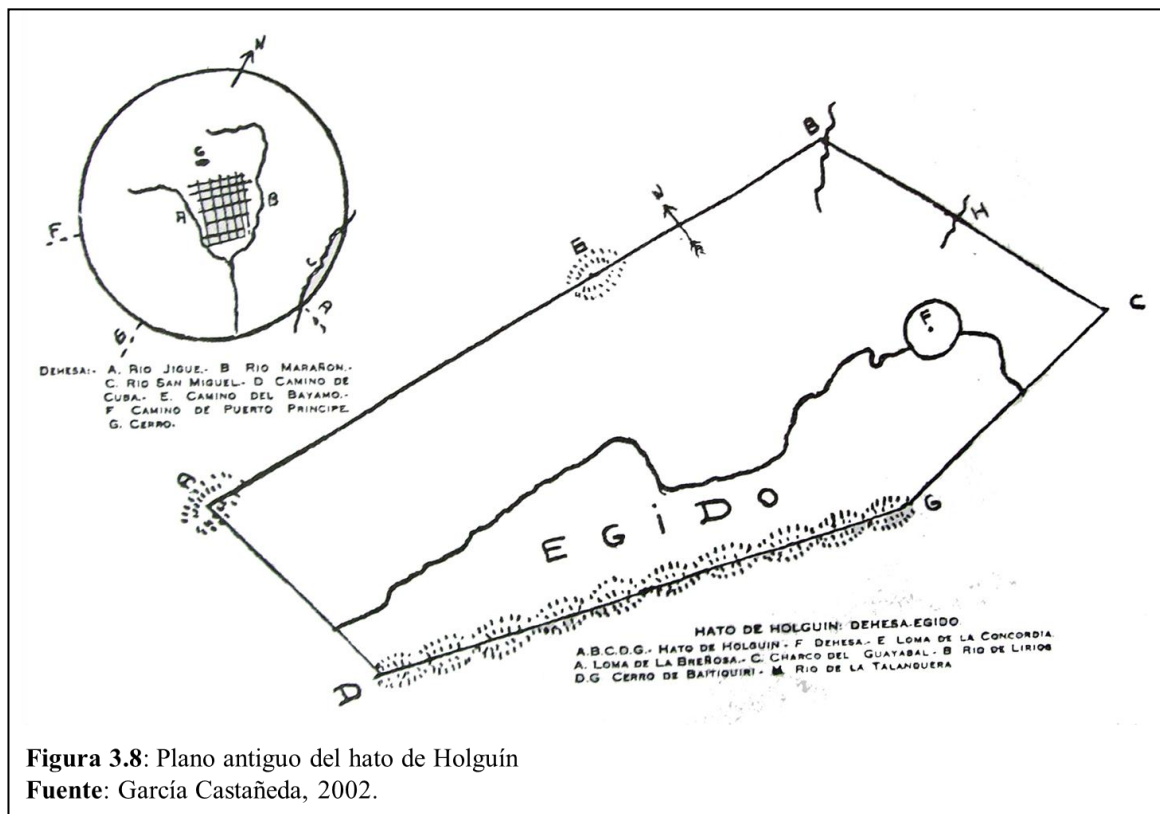 N
G
A
B
F
C
D
E
DEHESA:- A. RIO JIGUE.- B RIO MARAÑON.-
C. RIO SAN MIGUEL.- D CAMINO DE
CUBA.- E. CAMINO DEL BAYAMO.-
F CAMINO DE PUERTO PRINCIPE.
G. CERRO.-
B
N
H
E
C
F
A
G
EGIDO
D
HATO DE HOLGUIN: DEHESA-EGIDO
A.B.C.D.G.- HATO DE HOLGUIN - F DEHESA.- E LOMA DE LA CONCORDIA
A. LOMA DE LA BREÑOSA.- C. CHARCO DEL GUAYABAL - B RIO DE LIRIOS
D.G CERRO DE BAITIQUIRI - RIO DE LA TALANQUERA
Figura 3.8: Plano antiguo del hato de Holguín
Fuente: García Castañeda, 2002.